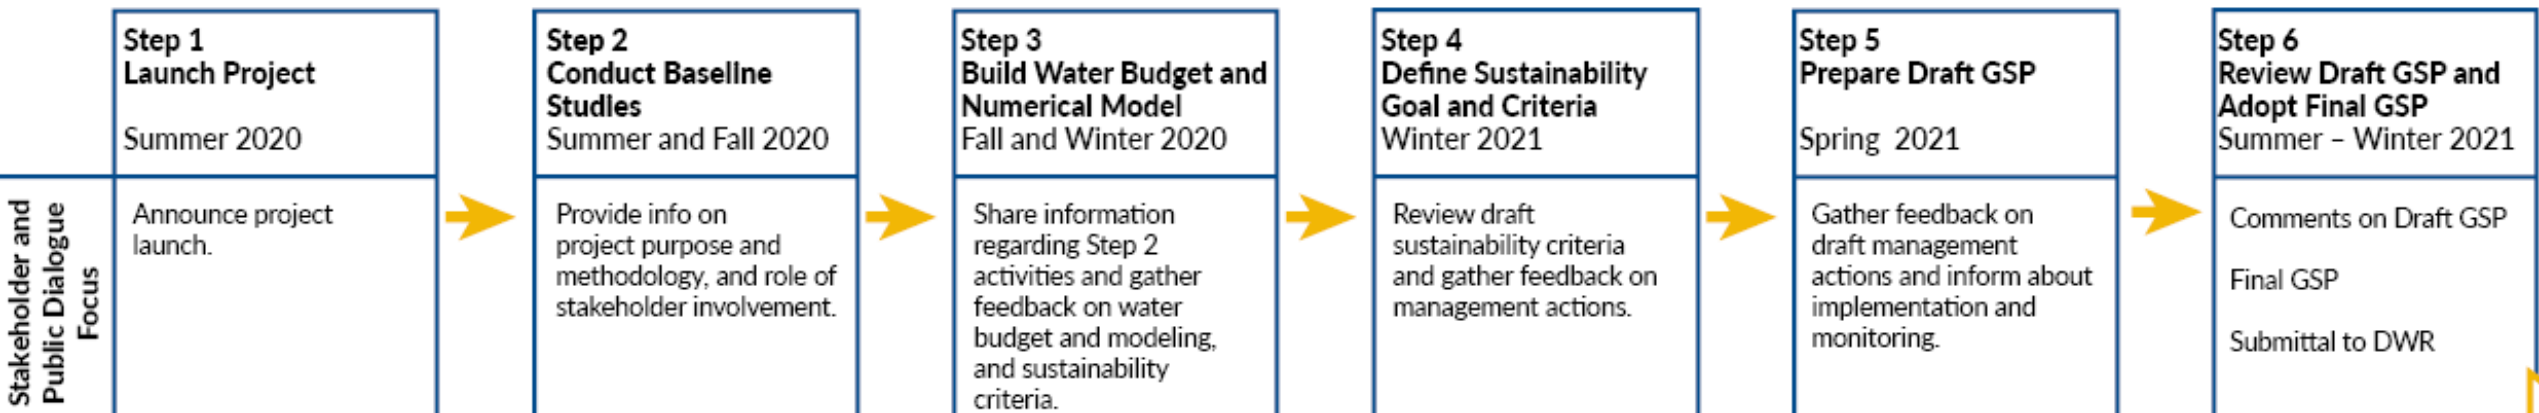 Step 1
Launch Project
Summer 2020
Step 2
Conduct Baseline
Studies
Summer and Fall 2020
Step 3
Build Water Budget and
Numerical Model
Fall and Winter 2020
Step 4
Define Sustainability
Goal and Criteria
Winter 2021
Step 5
Prepare Draft GSP
Spring 2021
Step 6
Review Draft GSP and
Adopt Final GSP
Summer – Winter 2021
Stakeholder and
Public Dialogue
Focus
Announce project
launch.
Provide info on
project purpose and
methodology, and role of
stakeholder involvement.
Share information
regarding Step 2
activities and gather
feedback on water
budget and modeling,
and sustainability
criteria.
Review draft
sustainability criteria
and gather feedback on
management actions.
Gather feedback on
draft management
actions and inform about
implementation and
monitoring.
Comments on Draft GSP
Final GSP
Submittal to DWR